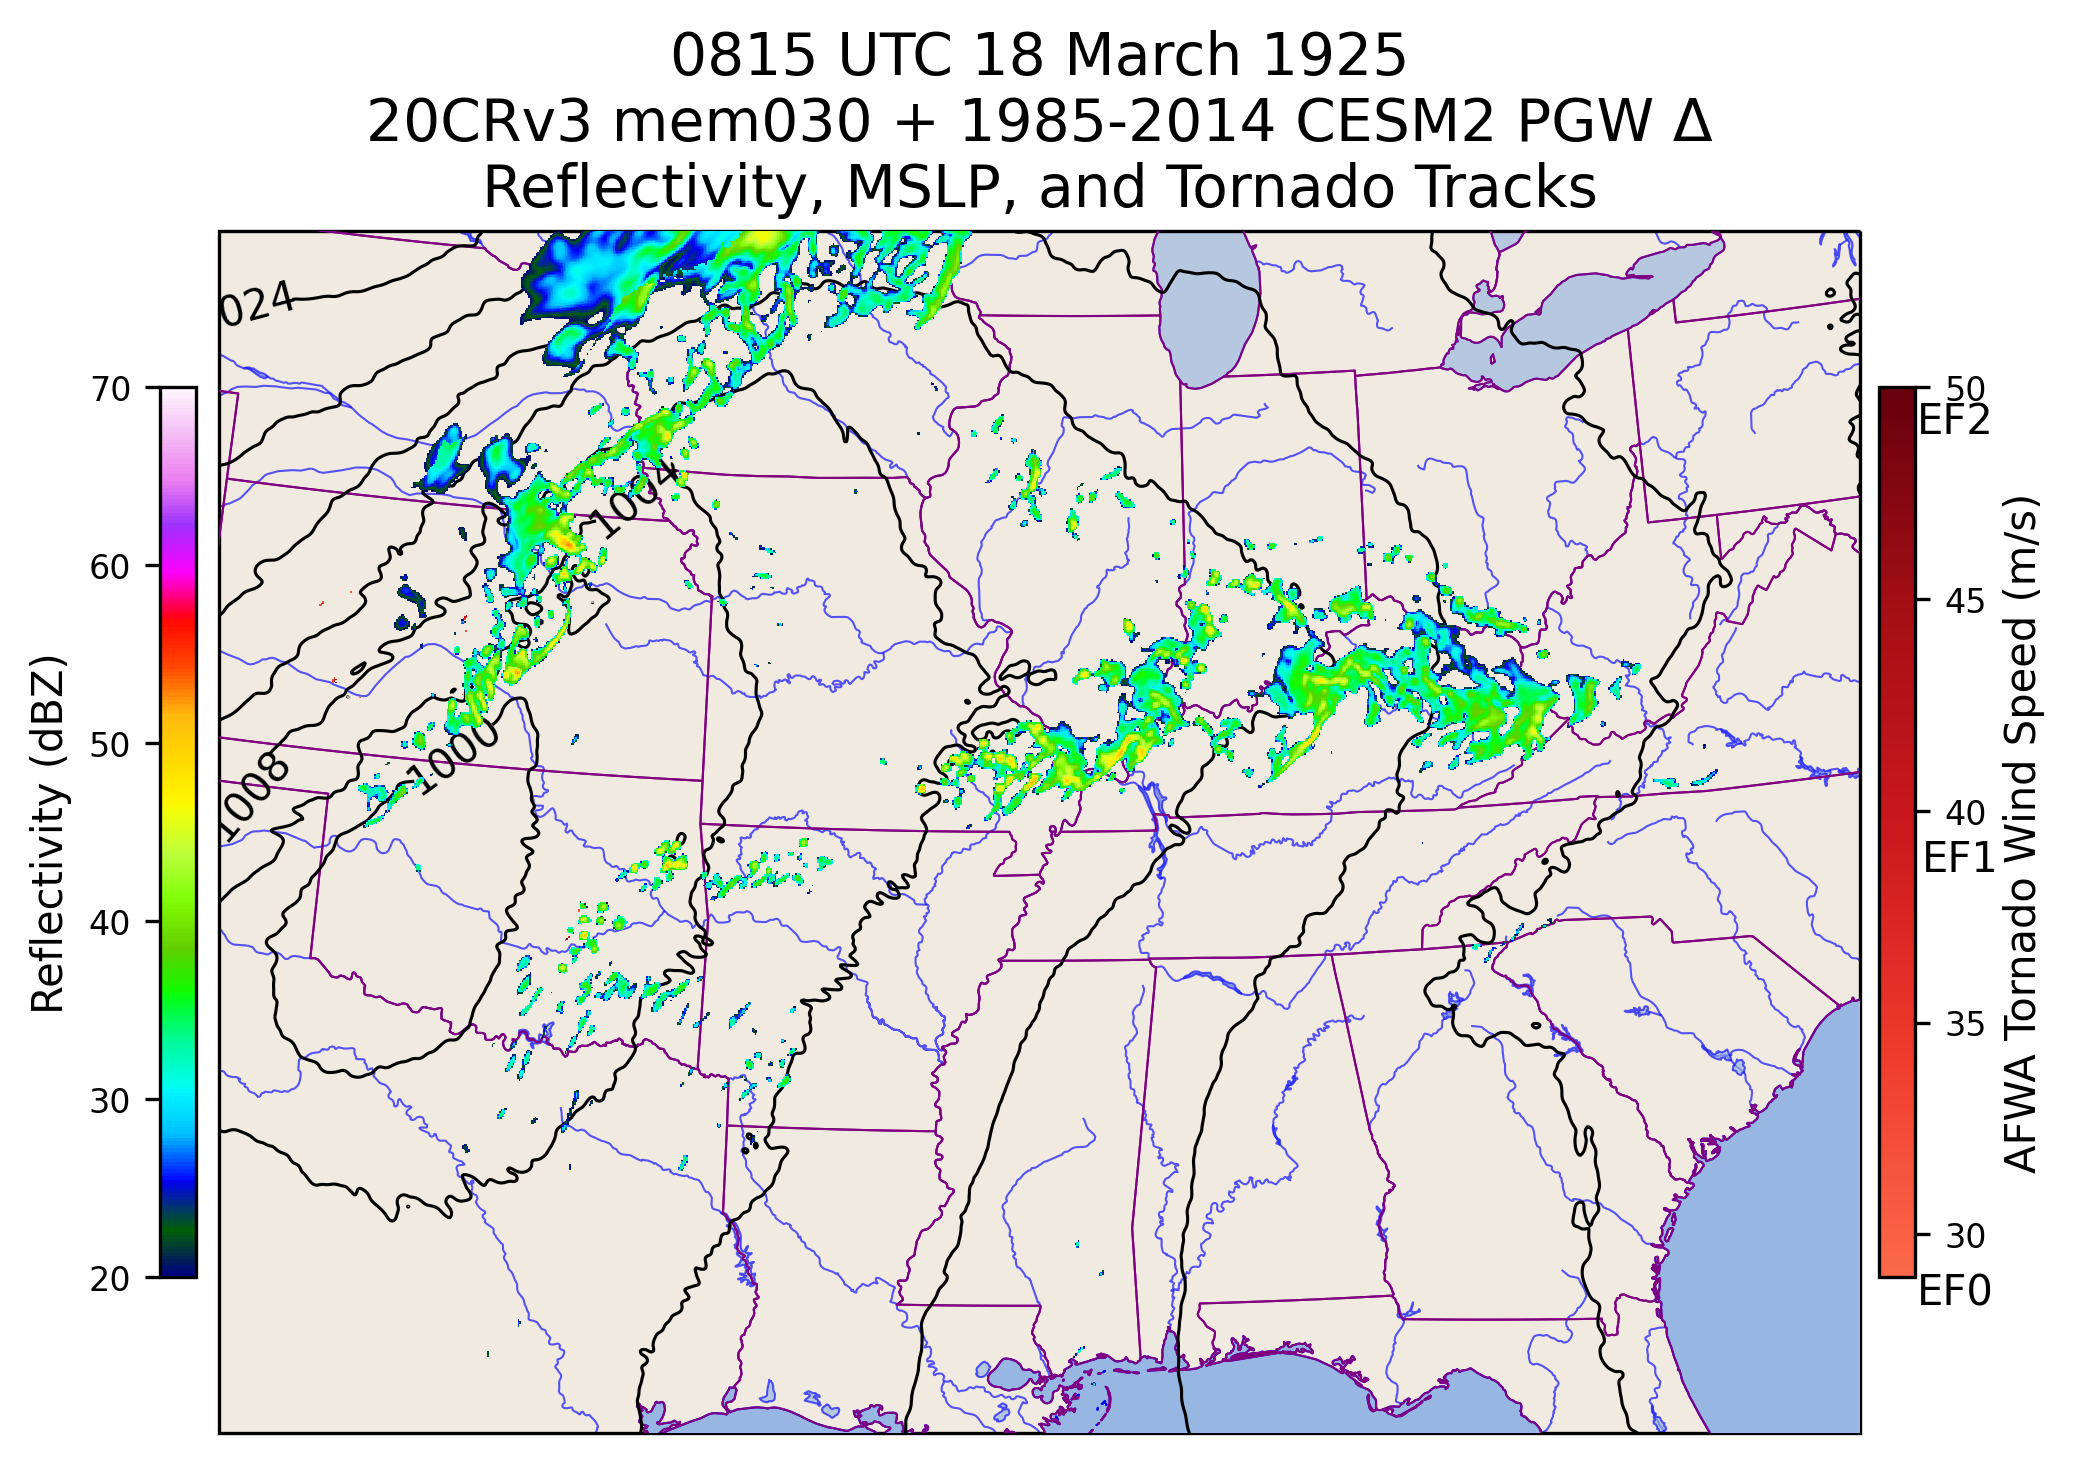 0815 UTC 18 March 1925
20CRv3 mem030 + 1985-2014 CESM2 PGW Δ
Reflectivity, MSLP, and Tornado Tracks
024
1004
1000
1008
70
60
50
40
30
20
Reflectivity (dBZ)
50
EF2
45
40
EF1
35
30
EF0
AFWA Tornado Wind Speed (m/s)